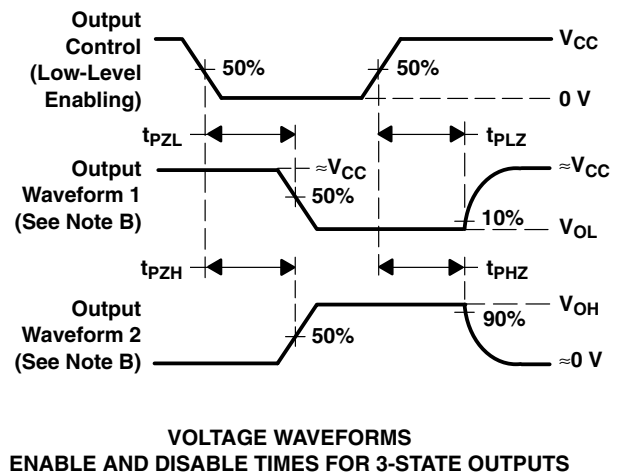 Output
Control
(Low-Level
Enabling)
50%
50%
VCC
0 V
tPZL
tPLZ
Output
Waveform 1
(See Note B)
≈VCC
50%
≈VCC
10%
VOL
tPZH
tPHZ
Output
Waveform 2
(See Note B)
50%
VOH
90%
≈0 V
VOLTAGE WAVEFORMS
ENABLE AND DISABLE TIMES FOR 3-STATE OUTPUTS